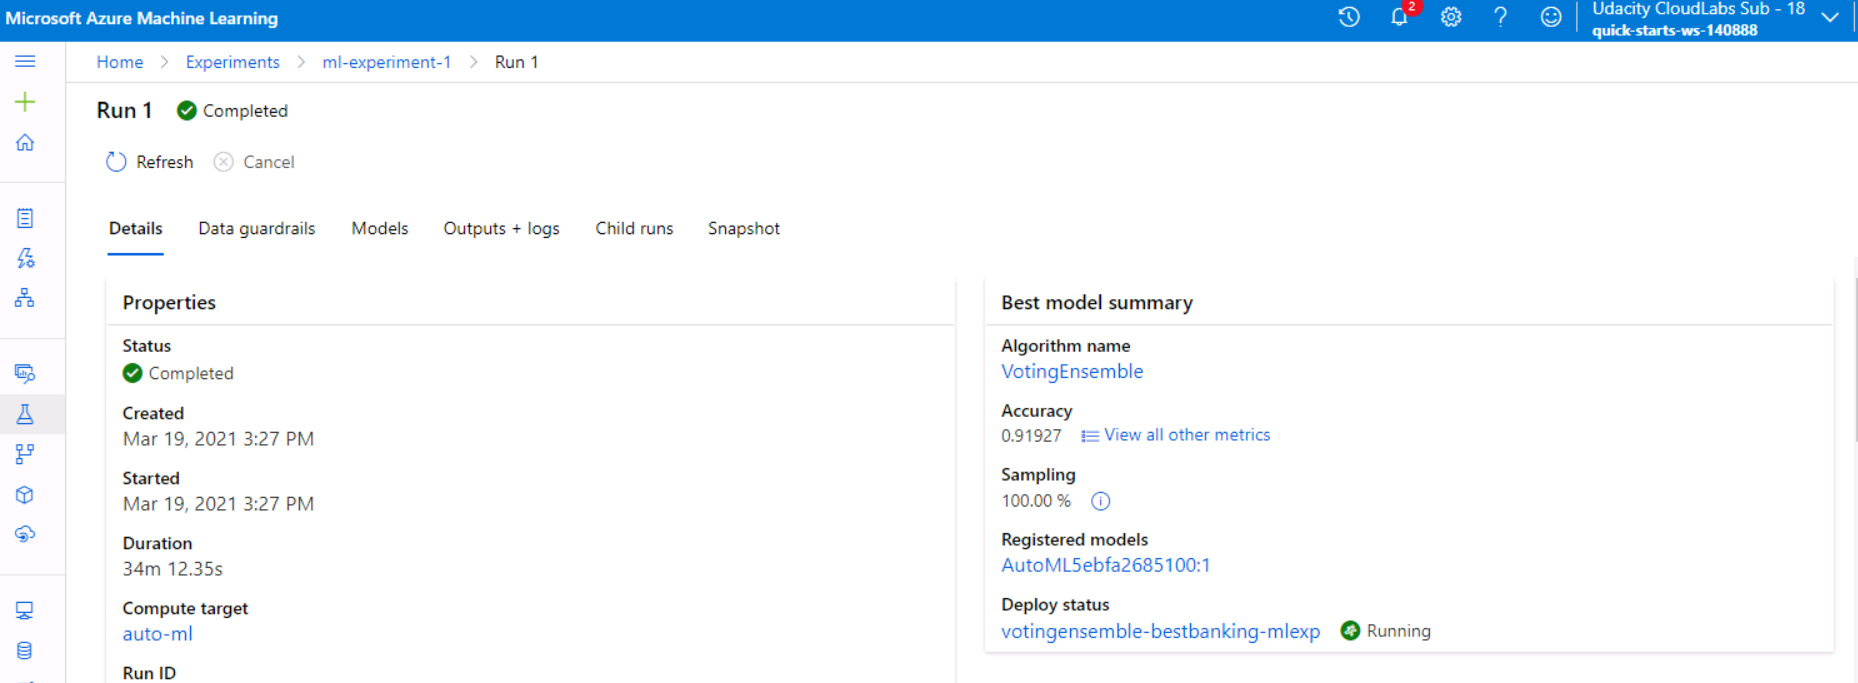 Microsoft Azure Machine Learning
2
Udacity CloudLabs Sub - 18
quick-starts-ws-140888
Home > Experiments > ml-experiment-1 > Run 1
Run 1 Completed
Refresh Cancel
Details Data guardrails Models Outputs + logs Child runs Snapshot
Properties
Status
Completed
Created
Mar 19, 2021 3:27 PM
Started
Mar 19, 2021 3:27 PM
Duration
34m 12.35s
Compute target
auto-ml
Run ID
Best model summary
Algorithm name
VotingEnsemble
Accuracy
0.91927 View all other metrics
Sampling
100.00 %
Registered models
AutoML5ebfa2685100:1
Deploy status
votingensemble-bestbanking-mlexp Running